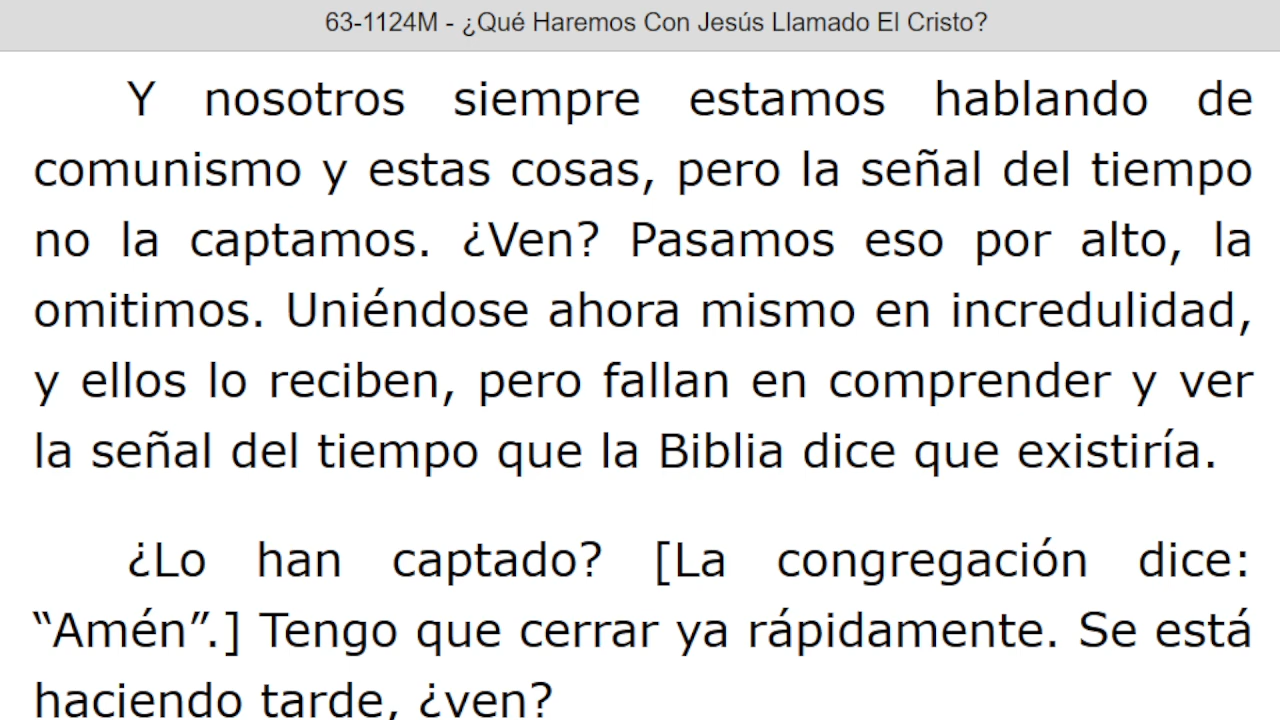 63-1124M - ¿Qué Haremos Con Jesús Llamado El Cristo?
Y nosotros siempre estamos hablando de
comunismo y estas cosas, pero la señal del tiempo
no la captamos. ¿Ven? Pasamos eso por alto, la
omitimos. Uniéndose ahora mismo en incredulidad,
y ellos lo reciben, pero fallan en comprender y ver
la señal del tiempo que la Biblia dice que existiría.
¿Lo han captado? [La congregación dice:
“Amén”.] Tengo que cerrar ya rápidamente. Se está
haciendo tarde, ¿ven?